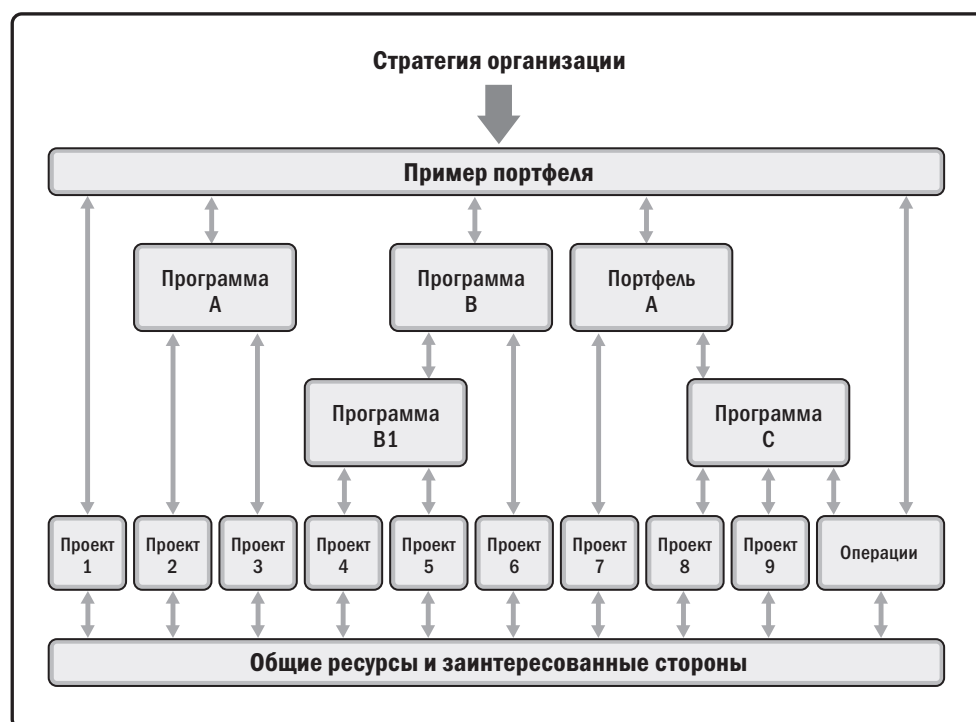 Стратегия организации
Пример портфеля
Программа
A
Программа
B
Портфель
A
Программа
B1
Программа
C
Проект
1
Проект
2
Проект
3
Проект
4
Проект
5
Проект
6
Проект
7
Проект
8
Проект
9
Операции
Общие ресурсы и заинтересованные стороны